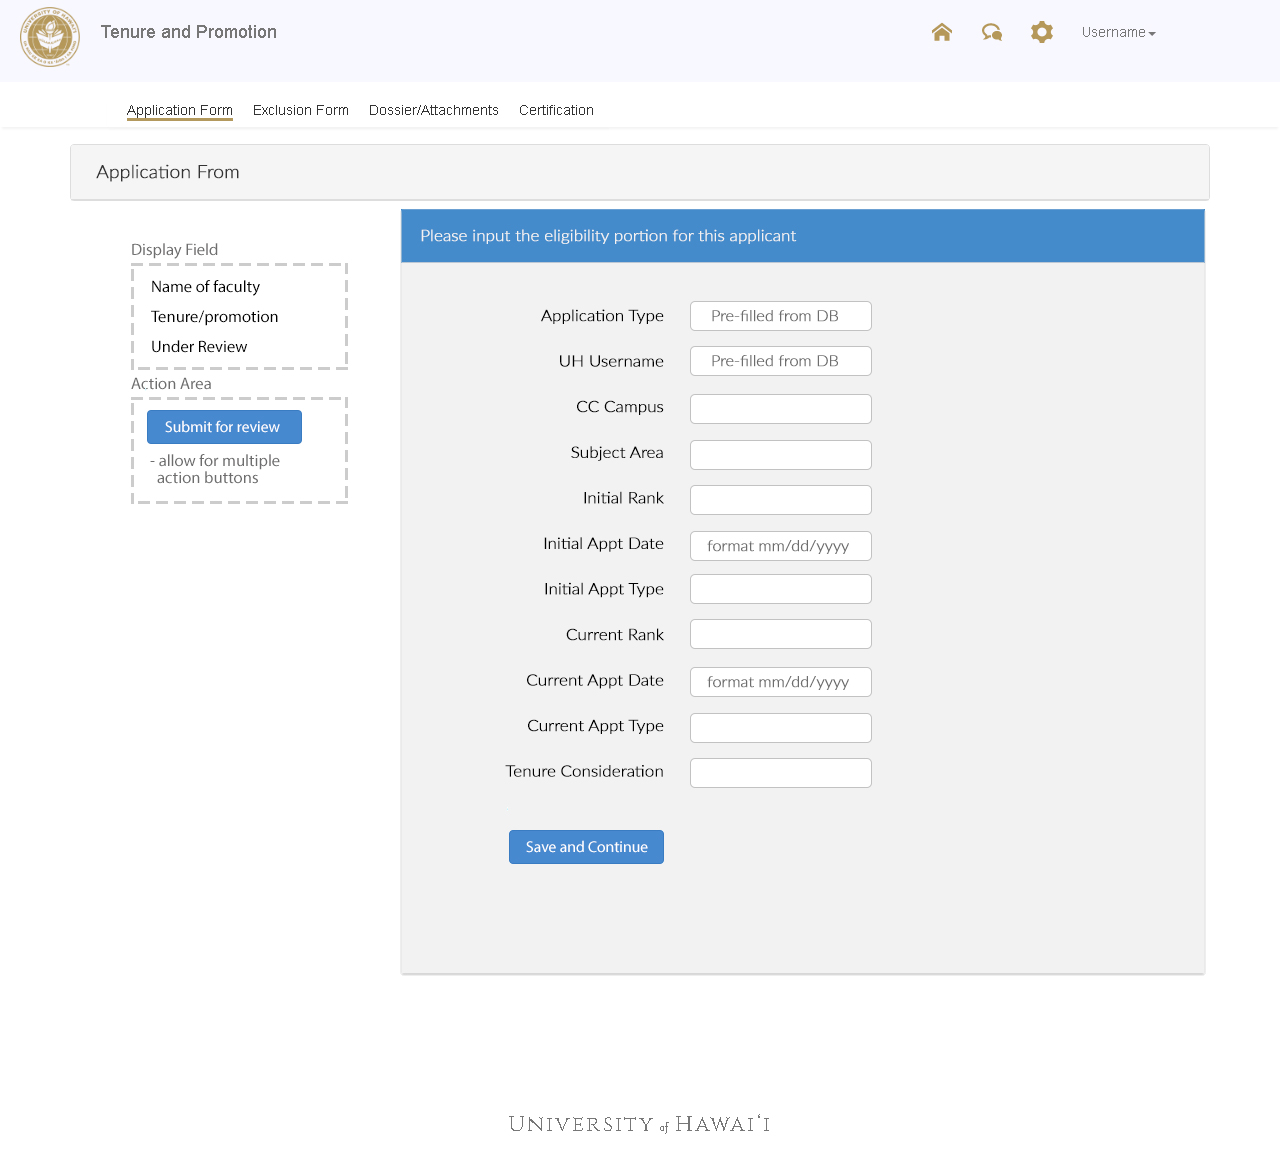 Tenure and Promotion
Username
Application Form Exclusion Form Dossier/Attachments Certification
Application From
Display Field
Name of faculty
Tenure/promotion
Under Review
Action Area
Submit for review
- allow for multiple
action buttons
Please input the eligibility portion for this applicant
Application Type Pre-filled from DB
UH Username Pre-filled from DB
CC Campus
Subject Area
Initial Rank
Initial Appt Date format mm/dd/yyyy
Initial Appt Type
Current Rank
Current Appt Date format mm/dd/yyyy
Current Appt Type
Tenure Consideration
Save and Continue
UNIVERSITY of HAWAIʻI